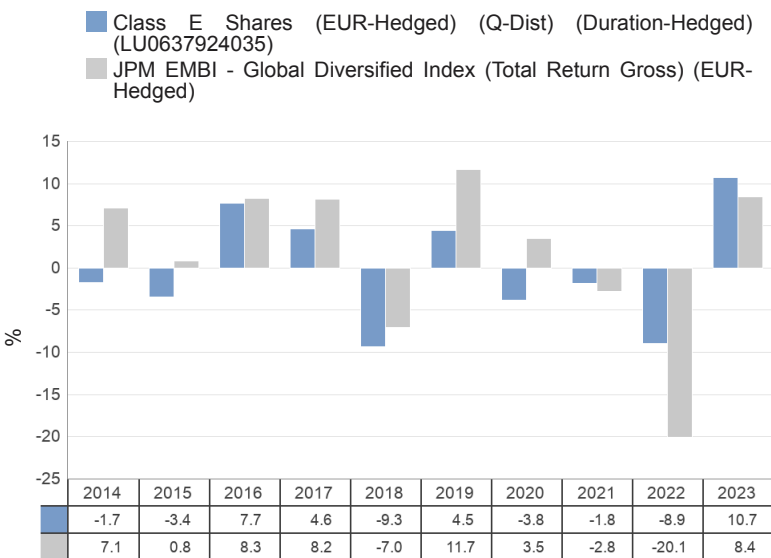 Class E Shares (EUR-Hedged) (Q-Dist) (Duration-Hedged)
(LU0637924035)
JPM EMBI - Global Diversified Index (Total Return Gross) (EUR-
Hedged)
15
10
5
0
-5
-10
-15
-20
-25
%
2014 2015 2016 2017 2018 2019 2020 2021 2022 2023
-1.7 -3.4 7.7 4.6 -9.3 4.5 -3.8 -1.8 -8.9 10.7
7.1 0.8 8.3 8.2 -7.0 11.7 3.5 -2.8 -20.1 8.4